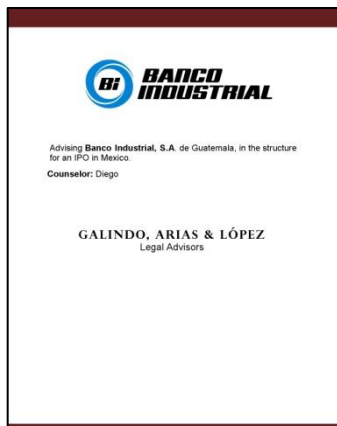 Bi BANCO
INDUSTRIAL
Advising Banco Industrial, S.A. de Guatemala, in the structure
for an IPO in Mexico.
Counselor: Diego
GALINDO, ARIAS & LÓPEZ
Legal Advisors